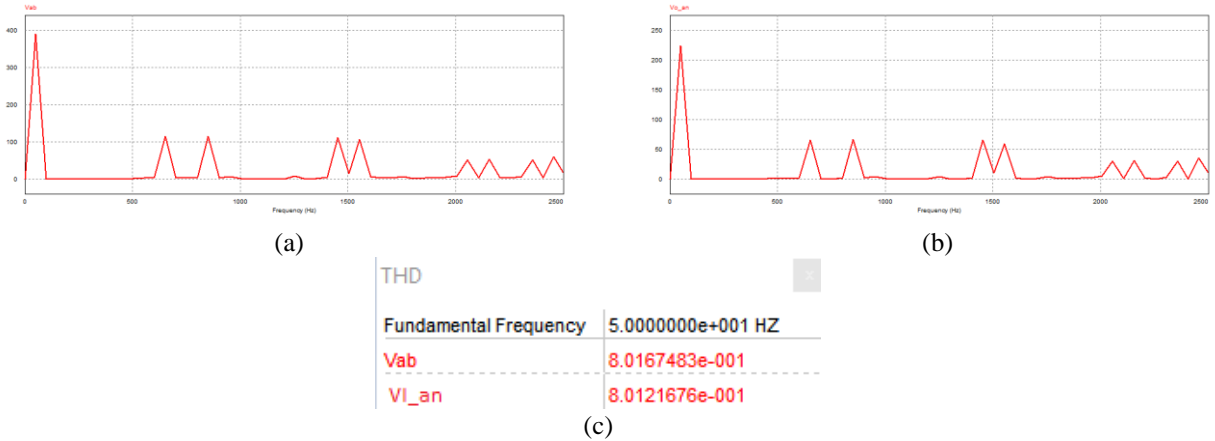 Vab
400
300
200
100
0
0 500 1000 1500 2000 2500
Frequency (Hz)
(a)
Vo_an
250
200
150
100
50
0
0 500 1000 1500 2000 2500
Frequency (Hz)
(b)
THD x
Fundamental Frequency 5.0000000e+001 HZ
Vab 8.0167483e-001
VI_an 8.0121676e-001
(c)